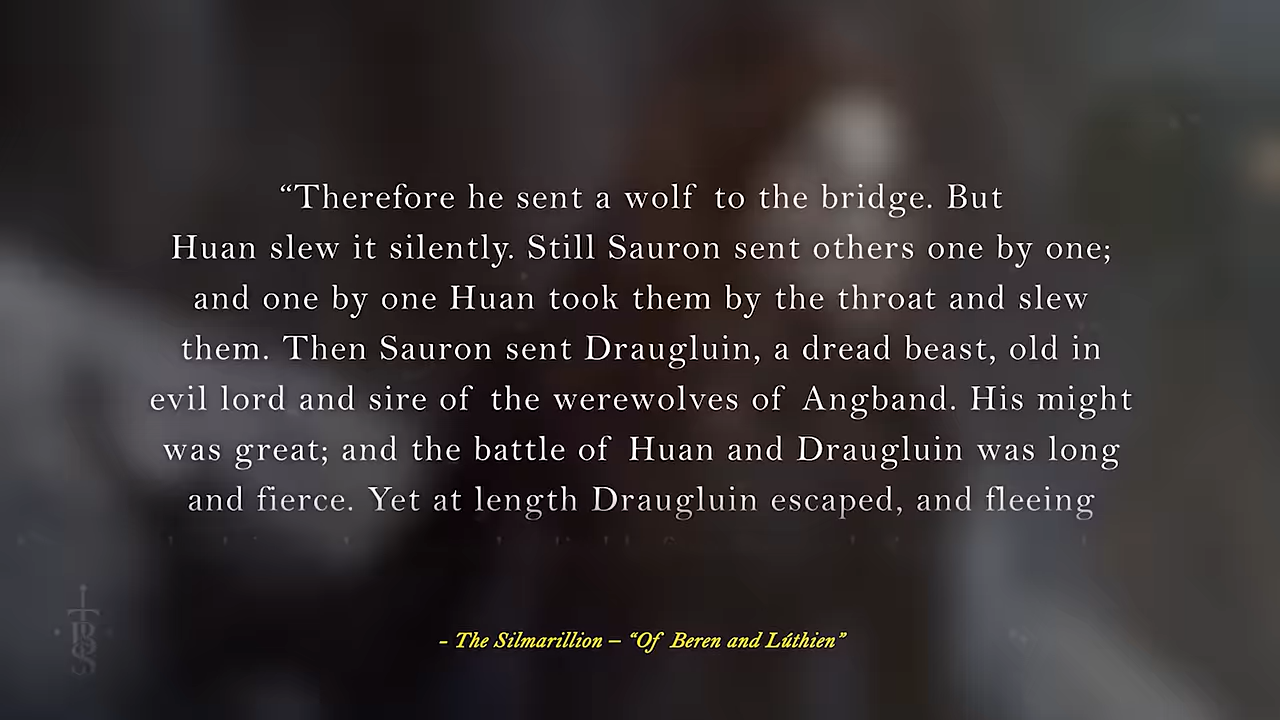 “Therefore he sent a wolf to the bridge. But
Huan slew it silently. Still Sauron sent others one by one;
and one by one Huan took them by the throat and slew
them. Then Sauron sent Draugluin, a dread beast, old in
evil lord and sire of the werewolves of Angband. His might
was great; and the battle of Huan and Draugluin was long
and fierce. Yet at length Draugluin escaped, and fleeing
– The Silmarillion – “Of Beren and Lúthien”